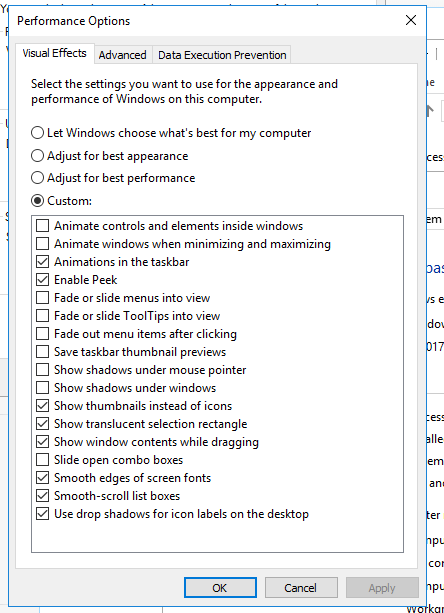 Performance Options
Visual Effects
Advanced
Data Execution Prevention
Select the settings you want to use for the appearance and
performance of Windows on this computer.
Let Windows choose what's best for my computer
Adjust for best appearance
Adjust for best performance
Custom:
Animate controls and elements inside windows
Animate windows when minimizing and maximizing
Animations in the taskbar
Enable Peek
Fade or slide menus into view
Fade or slide ToolTips into view
Fade out menu items after clicking
Save taskbar thumbnail previews
Show shadows under mouse pointer
Show shadows under windows
Show thumbnails instead of icons
Show translucent selection rectangle
Show window contents while dragging
Slide open combo boxes
Smooth edges of screen fonts
Smooth-scroll list boxes
Use drop shadows for icon labels on the desktop
OK
Cancel
Apply